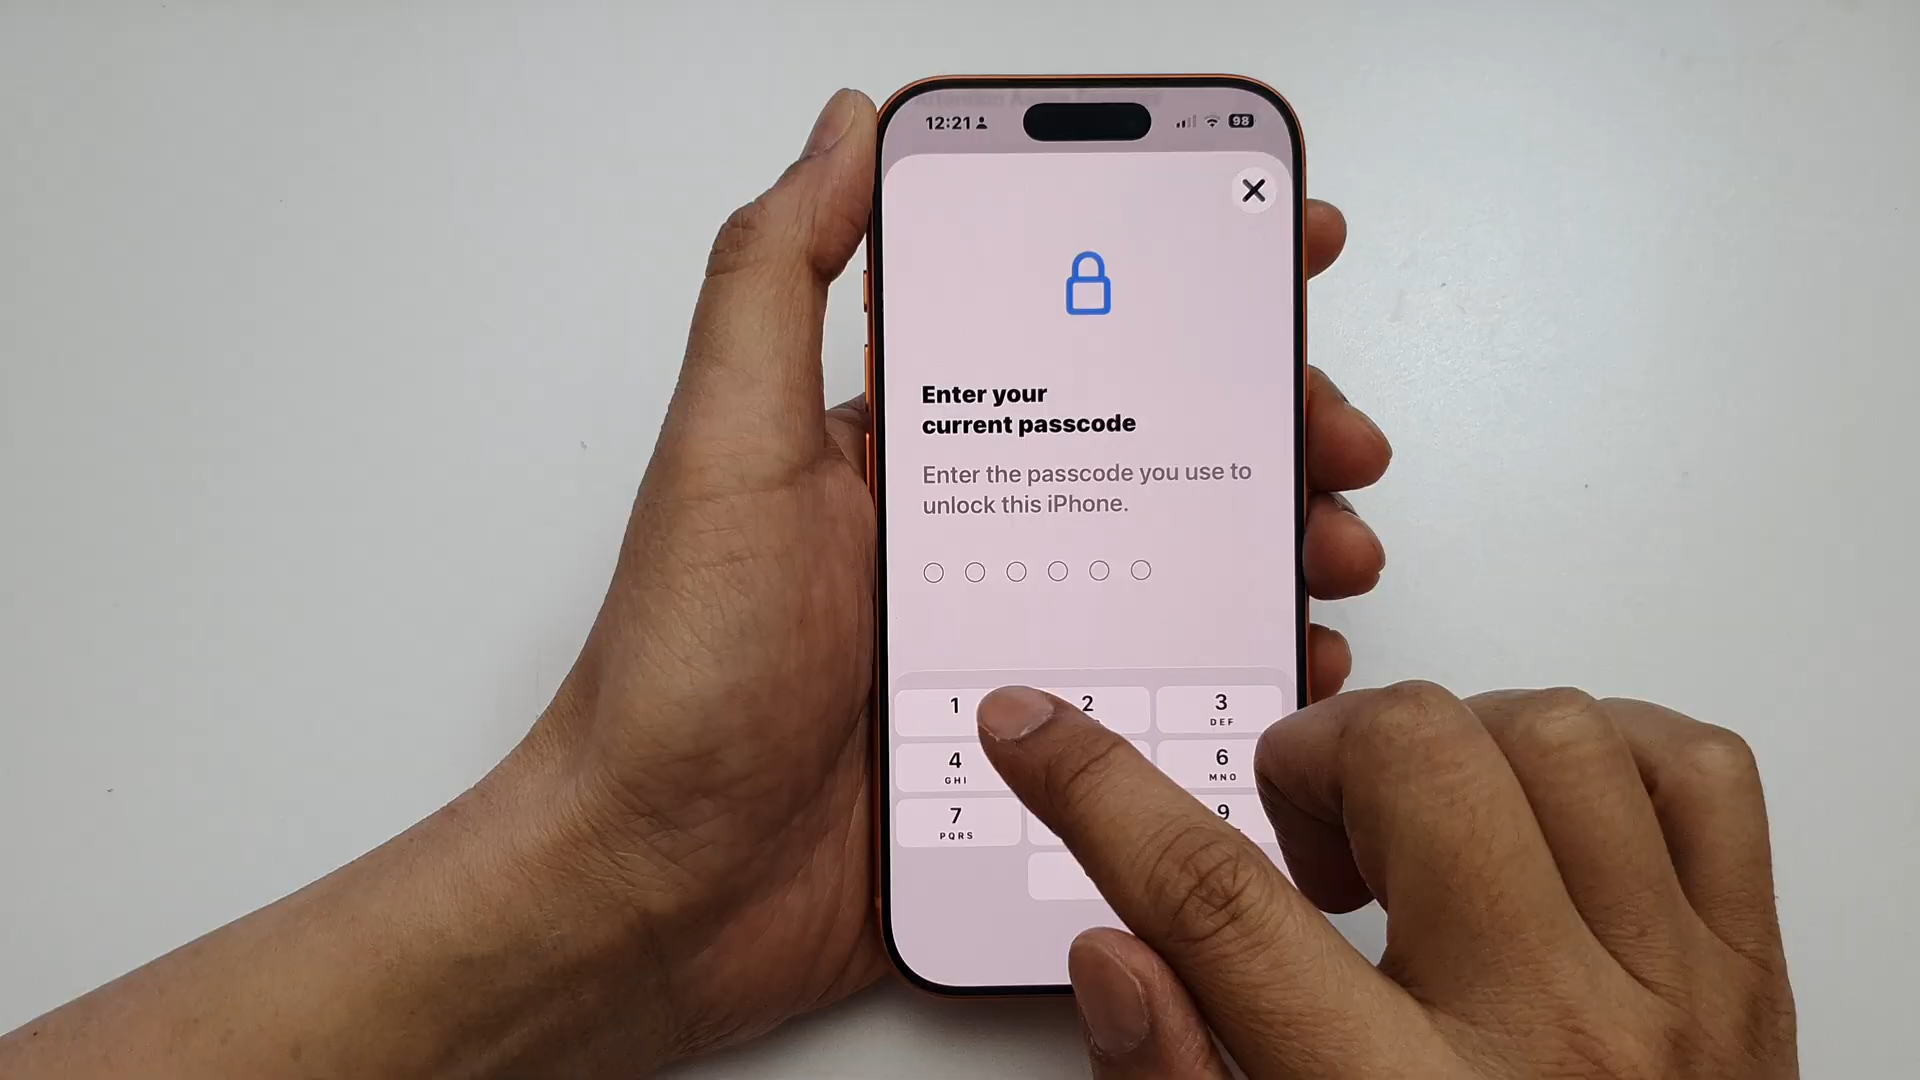 12:21 98
Enter your
current passcode
Enter the passcode you use to
unlock this iPhone.
1 2 3
DEF
4 6
GHI MNO
7 9
PQRS